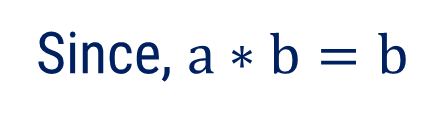 Since, a * b = b